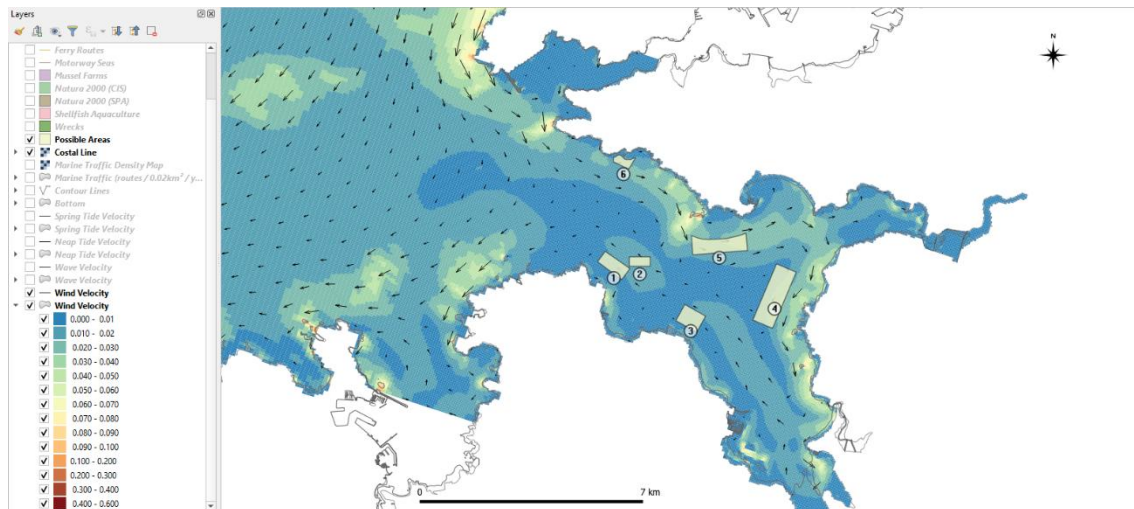 Layers
Ferry Routes
Motorway Seas
Mussel Farms
Natura 2000 (CIS)
Natura 2000 (SPA)
Shellfish Aquaculture
Wrecks
Possible Areas
Costal Line
Marine Traffic Density Map
Marine Traffic (routes / 0.02km² / y...
Contour Lines
Bottom
Spring Tide Velocity
Spring Tide Velocity
Neap Tide Velocity
Neap Tide Velocity
Wave Velocity
Wave Velocity
Wind Velocity
Wind Velocity
0.000 - 0.01
0.010 - 0.02
0.020 - 0.030
0.030 - 0.040
0.040 - 0.050
0.050 - 0.060
0.060 - 0.070
0.070 - 0.080
0.080 - 0.090
0.090 - 0.100
0.100 - 0.200
0.200 - 0.300
0.300 - 0.400
0.400 - 0.600
N
6
5
1
2
4
3
0
7 km